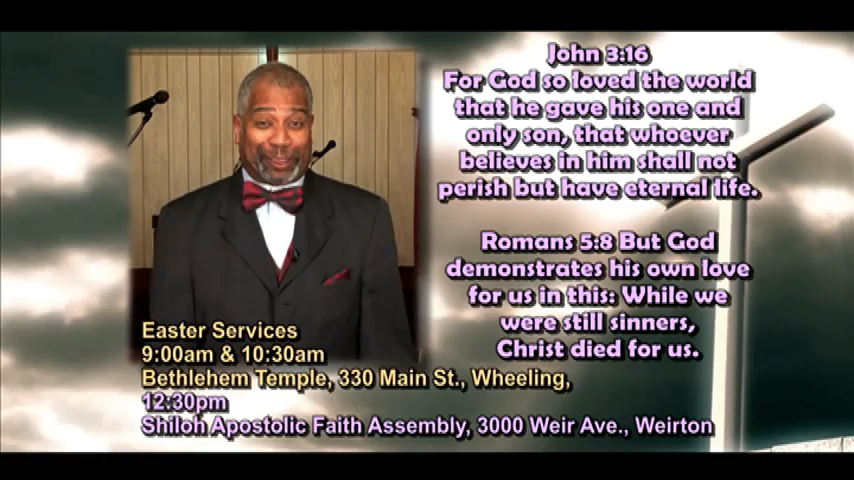 John 3:16
For God so loved the world
that he gave his one and
only son, that whoever
believes in him shall not
perish but have eternal life.
Romans 5:8 But God
demonstrates his own love
for us in this: While we
were still sinners,
Christ died for us.
Easter Services
9:00am & 10:30am
Bethlehem Temple, 330 Main St., Wheeling,
12:30pm
Shiloh Apostolic Faith Assembly, 3000 Weir Ave., Weirton